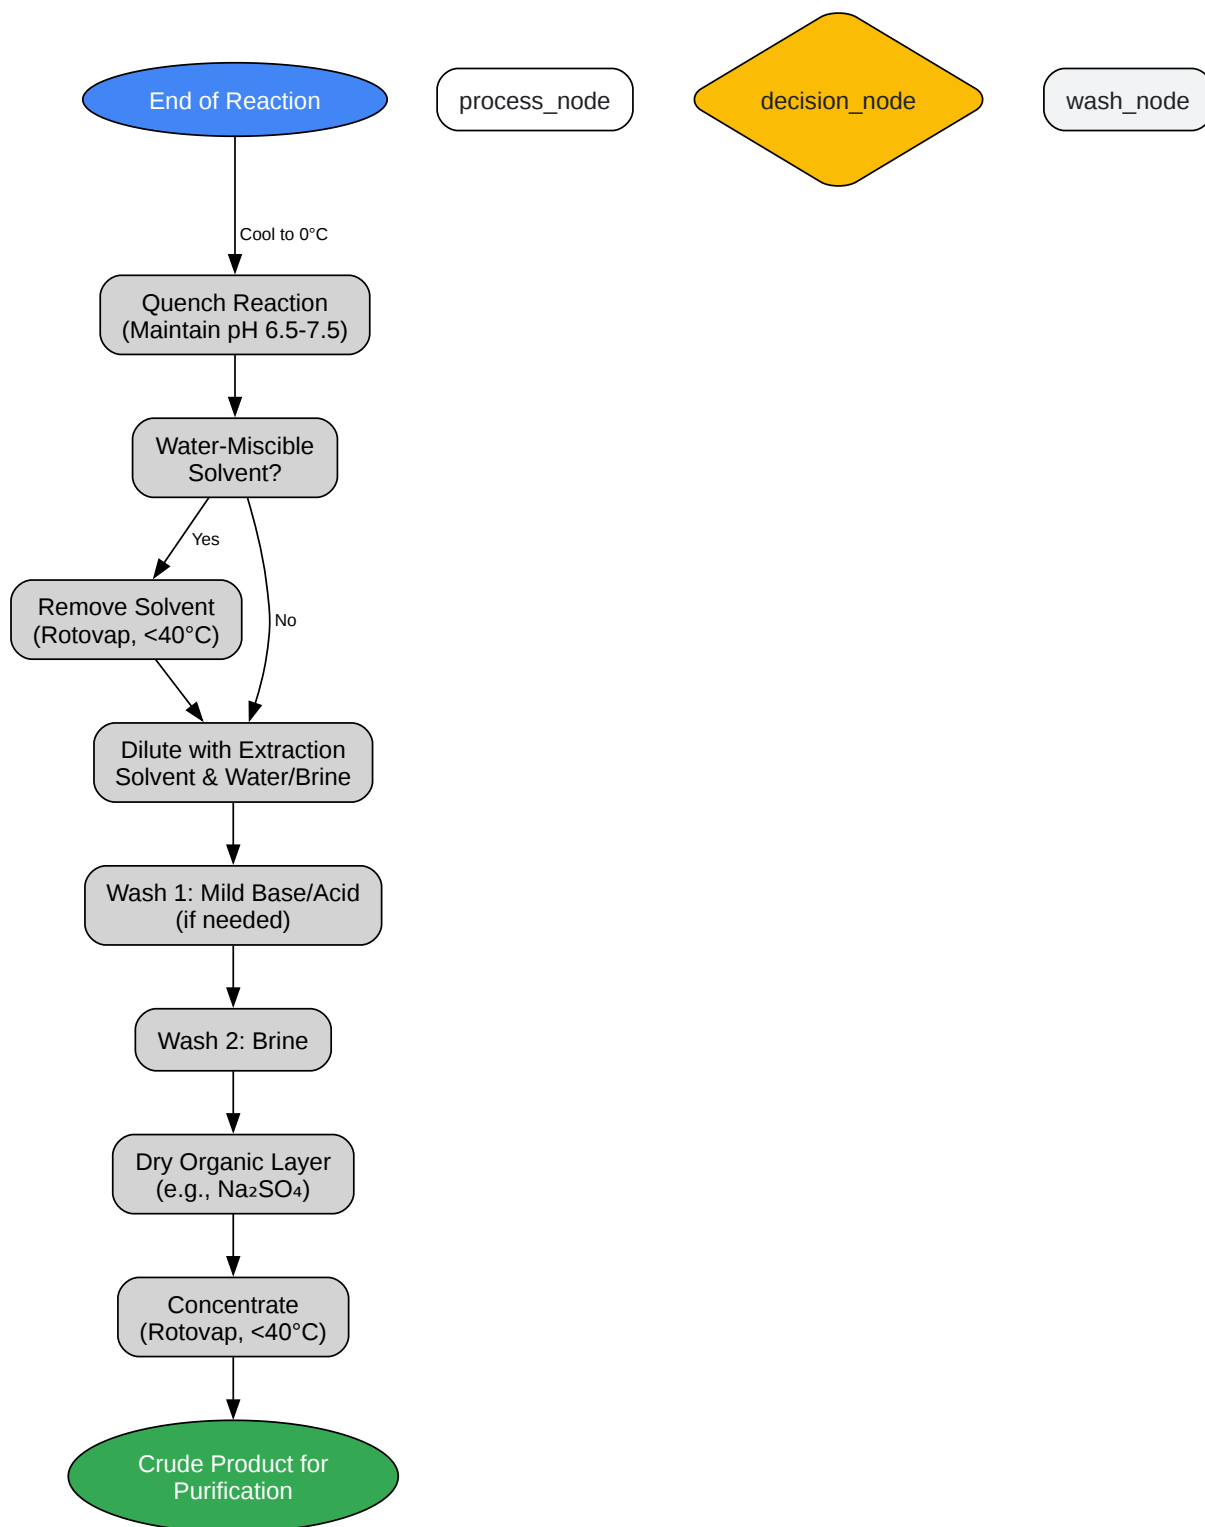 End of Reaction
process_node
decision_node
wash_node
Cool to 0°C
Quench Reaction
(Maintain pH 6.5-7.5)
Water-Miscible
Solvent?
Yes
Remove Solvent
(Rotovap, <40°C)
No
Dilute with Extraction
Solvent & Water/Brine
Wash 1: Mild Base/Acid
(if needed)
Wash 2: Brine
Dry Organic Layer
(e.g., Na₂SO₄)
Concentrate
(Rotovap, <40°C)
Crude Product for
Purification